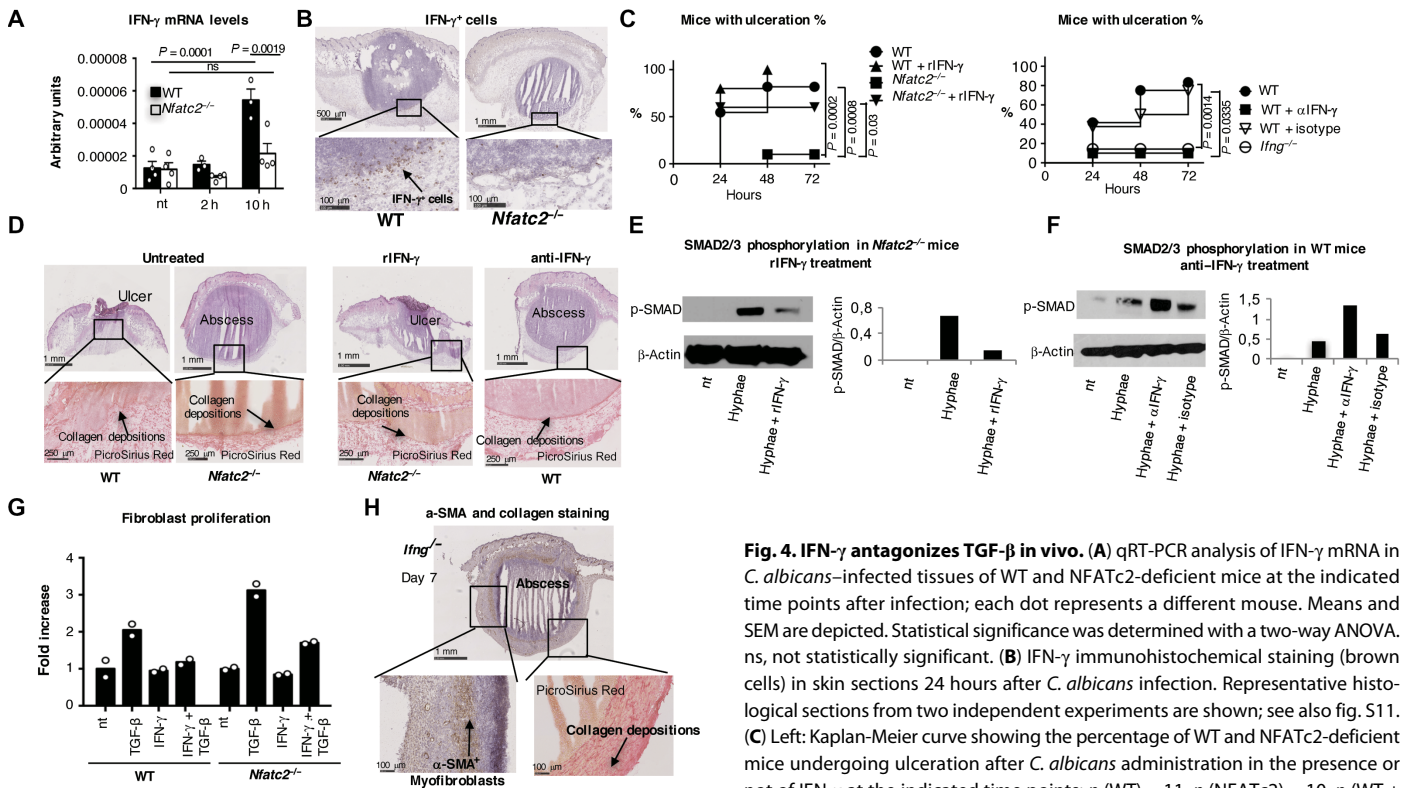 A
IFN-γ mRNA levels
P = 0.0001
P = 0.0019
ns
0.00008
0.00006
0.00004
0.00002
0
Arbitrary units
WT
Nfatc2–/–
nt
2 h
10 h
B
IFN-γ+ cells
500 μm
1 mm
100 μm
IFN-γ+ cells
100 μm
WT
Nfatc2–/–
C
Mice with ulceration %
100
50
0
%
0
24
48
72
Hours
WT
WT + rIFN-γ
Nfatc2–/–
Nfatc2–/– + rIFN-γ
P = 0.0002
P = 0.0008
P = 0.03
Mice with ulceration %
100
80
60
40
20
0
%
0
24
48
72
Hours
WT
WT + αIFN-γ
WT + isotype
Ifng–/–
P = 0.0014
P = 0.0335
D
Untreated
rIFN-γ
anti-IFN-γ
Ulcer
1 mm
Abscess
1 mm
Ulcer
1 mm
Abscess
1 mm
Collagen depositions
PicroSirius Red
250 μm
WT
Collagen
depositions
PicroSirius Red
250 μm
Nfatc2–/–
Collagen
depositions
PicroSirius Red
250 μm
Nfatc2–/–
Collagen depositions
PicroSirius Red
250 μm
WT
E
SMAD2/3 phosphorylation in Nfatc2–/– mice
rIFN-γ treatment
p-SMAD
β-Actin
nt
Hyphae
Hyphae + rIFN-γ
p-SMAD/β-Actin
0,8
0,4
0
nt
Hyphae
Hyphae + rIFN-γ
F
SMAD2/3 phosphorylation in WT mice
anti–IFN-γ treatment
p-SMAD
β-Actin
nt
Hyphae
Hyphae + αIFN-γ
Hyphae + isotype
p-SMAD/β-Actin
1,5
1
0,5
0
nt
Hyphae
Hyphae + αIFN-γ
Hyphae + isotype
G
Fibroblast proliferation
Fold increase
4
3
2
1
0
nt
TGF-β
IFN-γ
IFN-γ +
TGF-β
nt
TGF-β
IFN-γ
IFN-γ +
TGF-β
WT
Nfatc2–/–
H
a-SMA and collagen staining
Ifng–/–
Day 7
Abscess
1 mm
α-SMA+
100 μm
Myofibroblasts
PicroSirius Red
Collagen depositions
100 μm
Fig. 4. IFN-γ antagonizes TGF-β in vivo. (A) qRT-PCR analysis of IFN-γ mRNA in
C. albicans–infected tissues of WT and NFATc2-deficient mice at the indicated
time points after infection; each dot represents a different mouse. Means and
SEM are depicted. Statistical significance was determined with a two-way ANOVA.
ns, not statistically significant. (B) IFN-γ immunohistochemical staining (brown
cells) in skin sections 24 hours after C. albicans infection. Representative histo-
logical sections from two independent experiments are shown; see also fig. S11.
(C) Left: Kaplan-Meier curve showing the percentage of WT and NFATc2-deficient
mice undergoing ulceration after C. albicans administration in the presence or